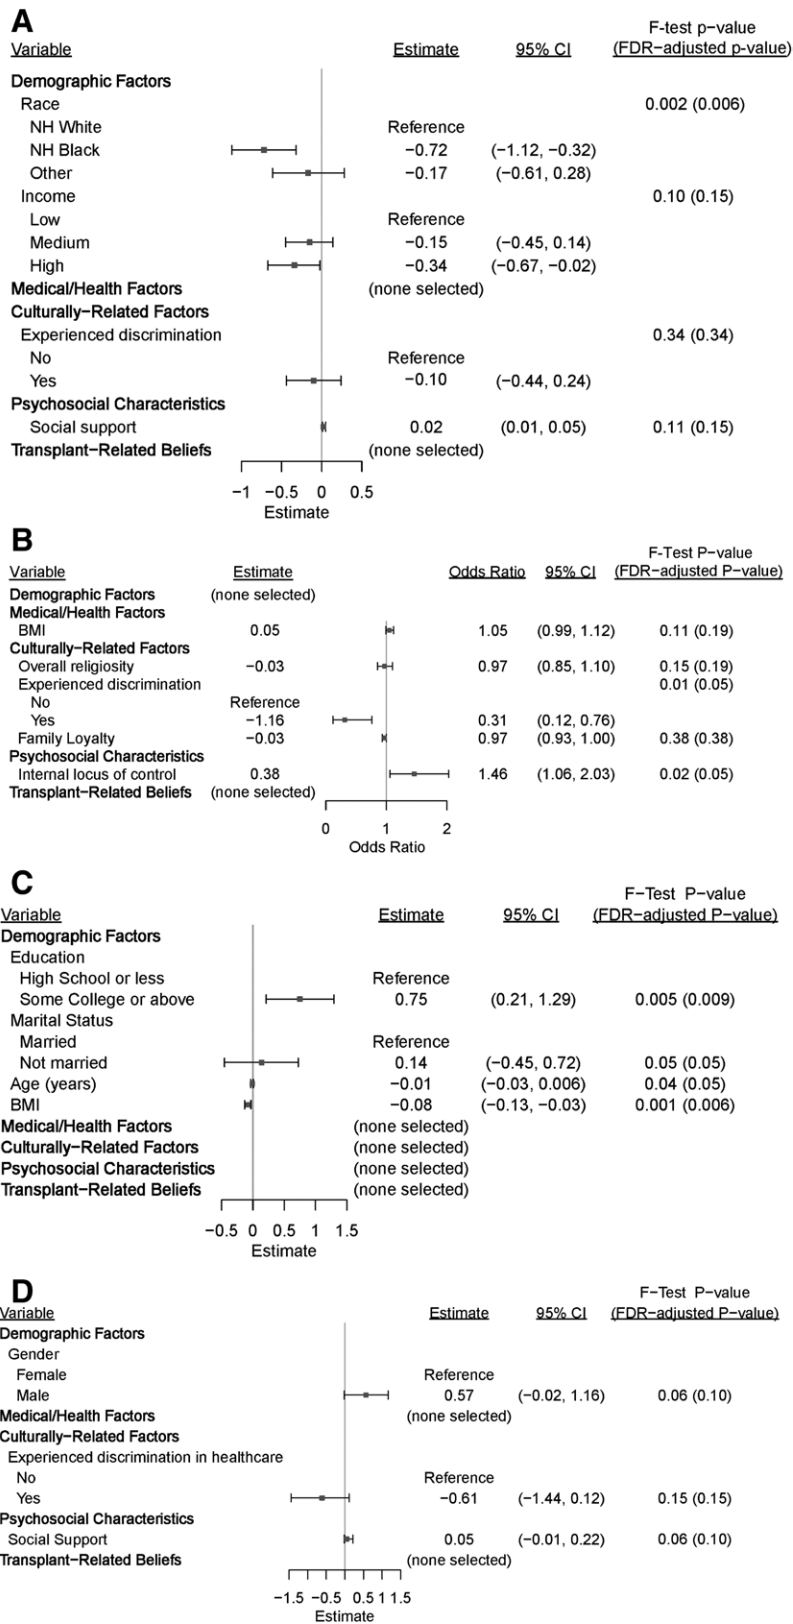 A
F-test p-value
Variable Estimate 95% CI (FDR-adjusted p-value)
Demographic Factors
Race 0.002 (0.006)
NH White Reference
NH Black −0.72 (−1.12, −0.32)
Other −0.17 (−0.61, 0.28)
Income 0.10 (0.15)
Low Reference
Medium −0.15 (−0.45, 0.14)
High −0.34 (−0.67, −0.02)
Medical/Health Factors (none selected)
Culturally−Related Factors
Experienced discrimination 0.34 (0.34)
No Reference
Yes −0.10 (−0.44, 0.24)
Psychosocial Characteristics
Social support 0.02 (0.01, 0.05) 0.11 (0.15)
Transplant−Related Beliefs (none selected)
−1 −0.5 0 0.5
Estimate
B
F-Test P−value
Variable Estimate Odds Ratio 95% CI (FDR−adjusted P−value)
Demographic Factors (none selected)
Medical/Health Factors
BMI 0.05 1.05 (0.99, 1.12) 0.11 (0.19)
Culturally−Related Factors
Overall religiosity −0.03 0.97 (0.85, 1.10) 0.15 (0.19)
Experienced discrimination 0.01 (0.05)
No Reference
Yes −1.16 0.31 (0.12, 0.76)
Family Loyalty −0.03 0.97 (0.93, 1.00) 0.38 (0.38)
Psychosocial Characteristics
Internal locus of control 0.38 1.46 (1.06, 2.03) 0.02 (0.05)
Transplant−Related Beliefs (none selected)
0 1 2
Odds Ratio
C
F−Test P−value
Variable Estimate 95% CI (FDR-adjusted P−value)
Demographic Factors
Education
High School or less Reference
Some College or above 0.75 (0.21, 1.29) 0.005 (0.009)
Marital Status
Married Reference
Not married 0.14 (−0.45, 0.72) 0.05 (0.05)
Age (years) −0.01 (−0.03, 0.006) 0.04 (0.05)
BMI −0.08 (−0.13, −0.03) 0.001 (0.006)
Medical/Health Factors (none selected)
Culturally−Related Factors (none selected)
Psychosocial Characteristics (none selected)
Transplant−Related Beliefs (none selected)
−0.5 0 0.5 1 1.5
Estimate
D
F−Test P−value
Variable Estimate 95% CI (FDR−adjusted P−value)
Demographic Factors
Gender
Female Reference
Male 0.57 (−0.02, 1.16) 0.06 (0.10)
Medical/Health Factors (none selected)
Culturally−Related Factors
Experienced discrimination in healthcare
No Reference
Yes −0.61 (−1.44, 0.12) 0.15 (0.15)
Psychosocial Characteristics
Social Support 0.05 (−0.01, 0.22) 0.06 (0.10)
Transplant−Related Beliefs (none selected)
−1.5 −0.5 0.5 1 1.5
Estimate